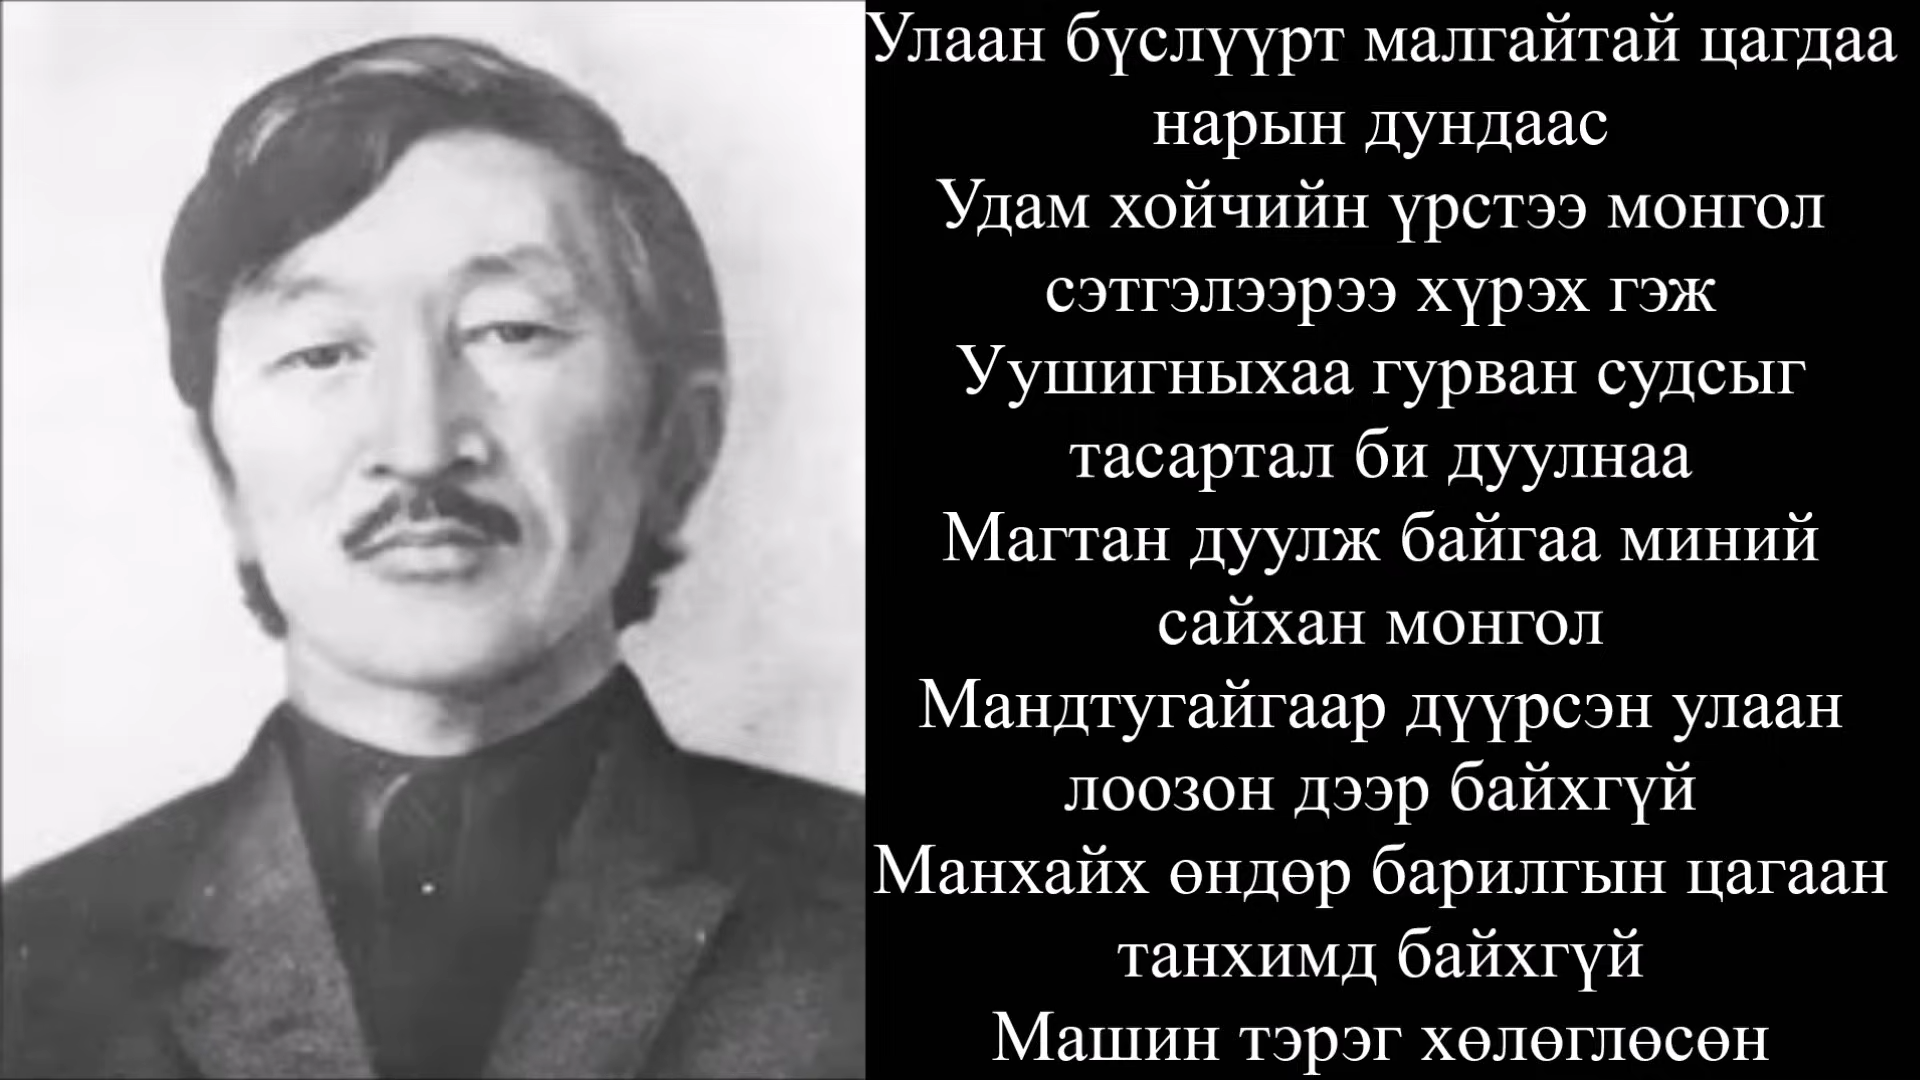 Улаан бүслүүрт малгайтай цагдаа
нарын дундаас
Удам хойчийн үрстээ монгол
сэтгэлээрээ хүрэх гэж
Уушигныхаа гурван судсыг
тасартал би дуулнаа
Магтан дуулж байгаа миний
сайхан монгол
Мандтугайгаар дүүрсэн улаан
лоозон дээр байхгүй
Манхайх өндөр барилгын цагаан
танхимд байхгүй
Машин тэрэг хөлөглөсөн